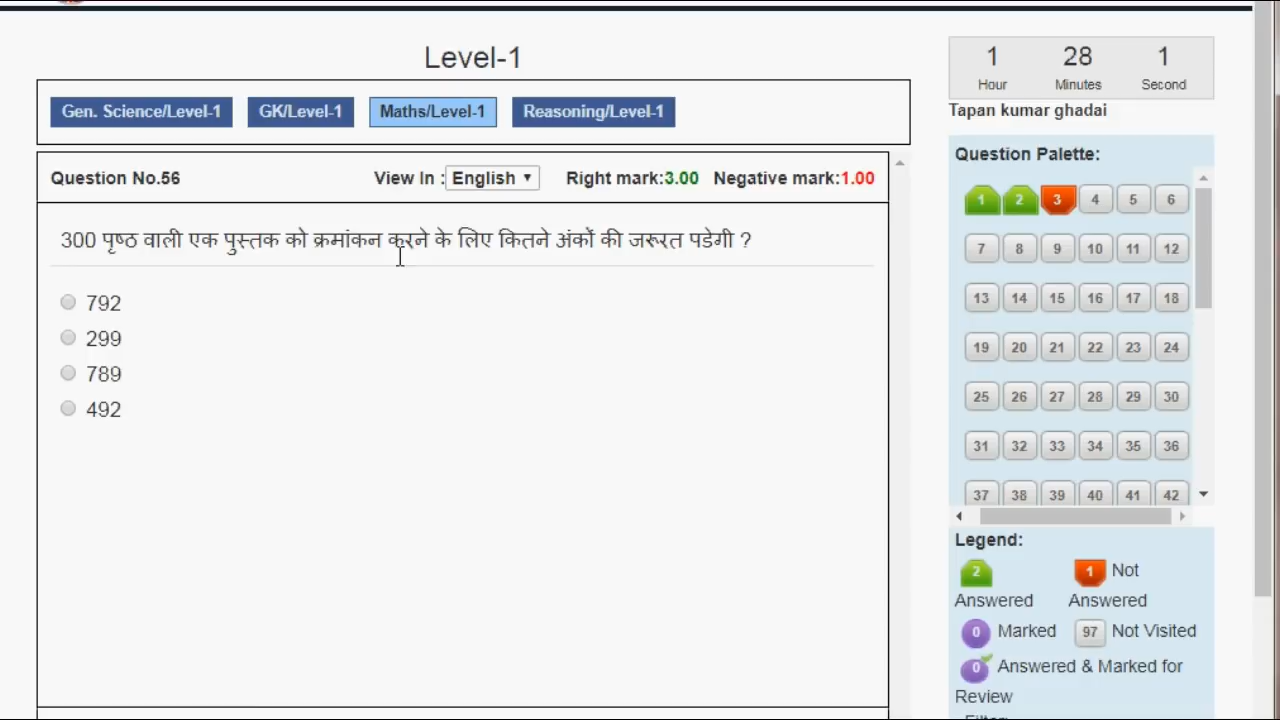 Level-1
Gen. Science/Level-1 GK/Level-1 Maths/Level-1 Reasoning/Level-1
Question No.56 View In : English Right mark:3.00 Negative mark:1.00
300 पृष्ठ वाली एक पुस्तक को क्रमांकन करने के लिए कितने अंकों की जरूरत पडेगी ?
792
299
789
492
1 28 1
Hour Minutes Second
Tapan kumar ghadai
Question Palette:
1 2 3 4 5 6
7 8 9 10 11 12
13 14 15 16 17 18
19 20 21 22 23 24
25 26 27 28 29 30
31 32 33 34 35 36
37 38 39 40 41 42
Legend:
2 Answered
1 Not Answered
0 Marked 97 Not Visited
0 Answered & Marked for
Review